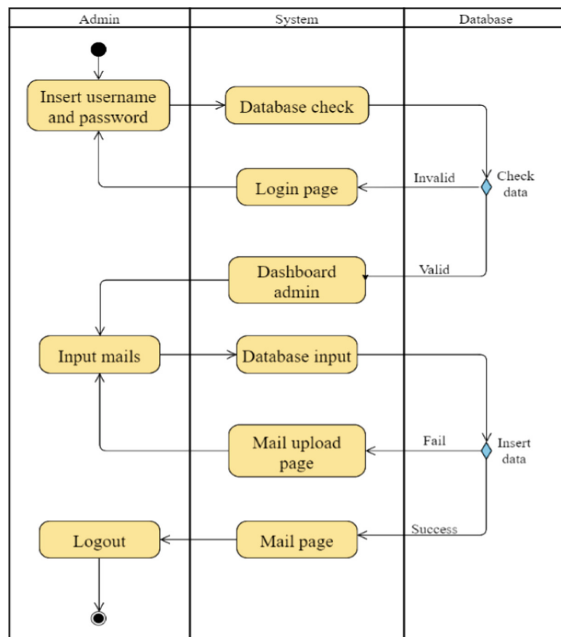 Admin
System
Database
Insert username
and password
Database check
Login page
Invalid
Check
data
Dashboard
admin
Valid
Input mails
Database input
Mail upload
page
Fail
Insert
data
Success
Logout
Mail page